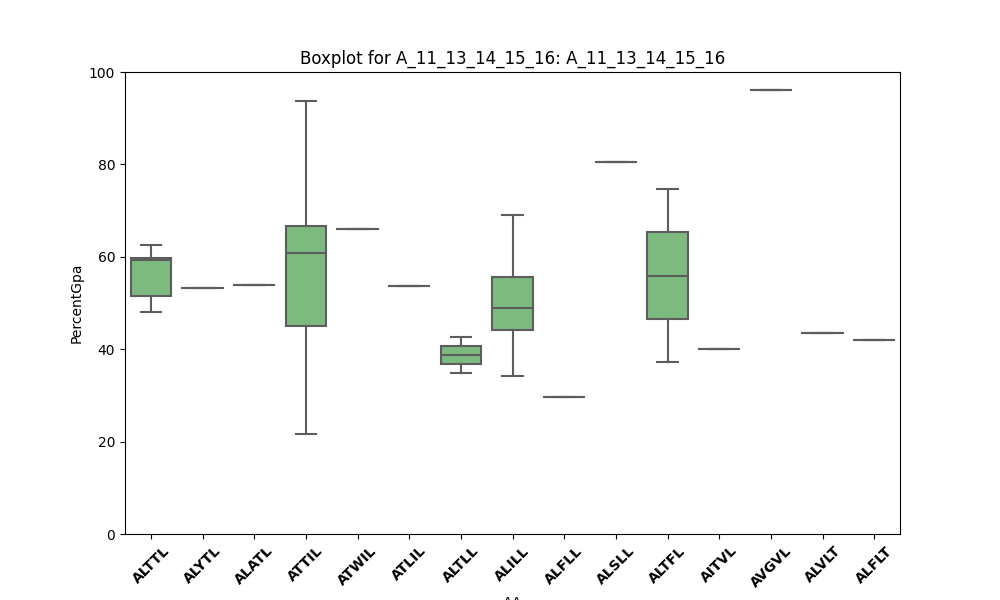 Boxplot for A_11_13_14_15_16: A_11_13_14_15_16
100
80
60
40
20
0
PercentGpa
ALTTL
ALYTL
ALATL
ATTIL
ATWIL
ATLIL
ALTLL
ALILL
ALFLL
ALSLL
ALTFL
AITVL
AVGVL
ALVLT
ALFLT